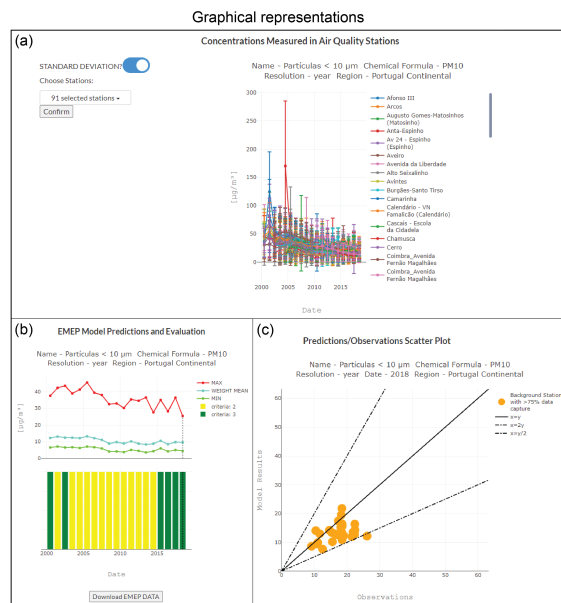 Graphical representations
(a)
Concentrations Measured in Air Quality Stations
STANDARD DEVIATION?
Choose Stations:
91 selected stations
Confirm
Name - Partículas < 10 μm Chemical Formula - PM10
Resolution - year Region - Portugal Continental
300
250
200
150
100
50
0
[μg/m³]
2000
2005
2010
2015
Date
Afonso III
Arcos
Augusto Gomes-Matosinhos
(Matosinho)
Anta-Espinho
Av 24 - Espinho
(Espinho)
Aveiro
Avenida da Liberdade
Alto Seixalinho
Avintes
Burgães-Santo Tirso
Camarinha
Calendário - VN
Famalicão (Calendário)
Cascais - Escola
da Cidadela
Chamusca
Cerro
Coimbra_Avenida
Fernão Magalhães
Coimbra_Avenida
Fernão Magalhães
(b)
EMEP Model Predictions and Evaluation
Name - Partículas < 10 μm Chemical Formula - PM10
Resolution - year Region - Portugal Continental
MAX
WEIGHT MEAN
MIN
criteria: 2
criteria: 3
40
30
20
10
0
[μg/m³]
2000
2005
2010
2015
Date
Download EMEP DATA
(c)
Predictions/Observations Scatter Plot
Name - Partículas < 10 μm Chemical Formula - PM10
Resolution - year Date - 2018 Region - Portugal Continental
Background Station
with >75% data
capture
x=y
x=2y
x=y/2
60
50
40
30
20
10
0
Model Results
0
10
20
30
40
50
60
Observations